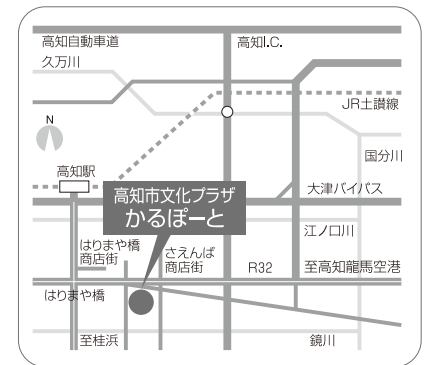 高知自動車道
高知I.C.
久万川
JR土讃線
N
国分川
高知駅
大津バイパス
高知市文化プラザ
かるぽーと
江ノ口川
はりまや橋
商店街
さえんば
商店街
R32
至高知龍馬空港
はりまや橋
至桂浜
鏡川